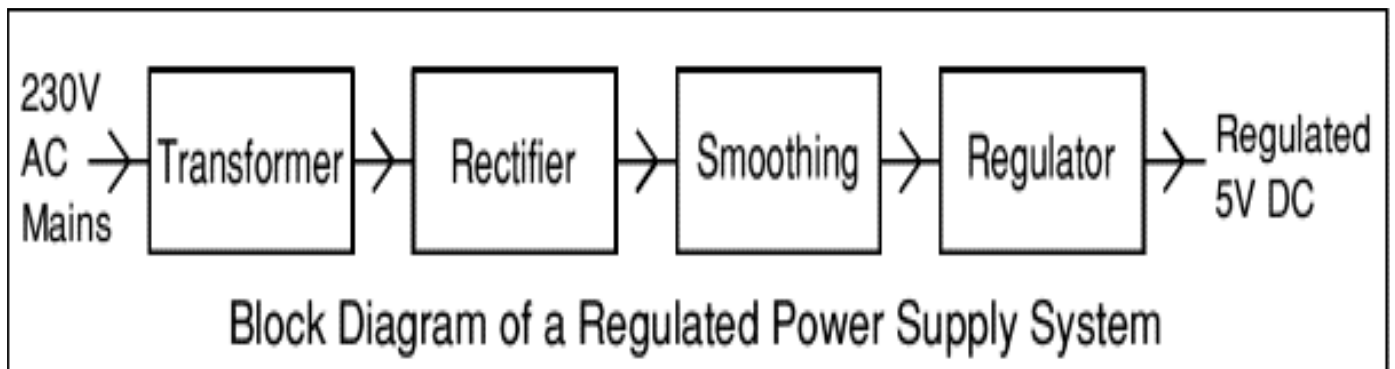 230V
AC
Mains
Transformer
Rectifier
Smoothing
Regulator
Regulated
5V DC
Block Diagram of a Regulated Power Supply System